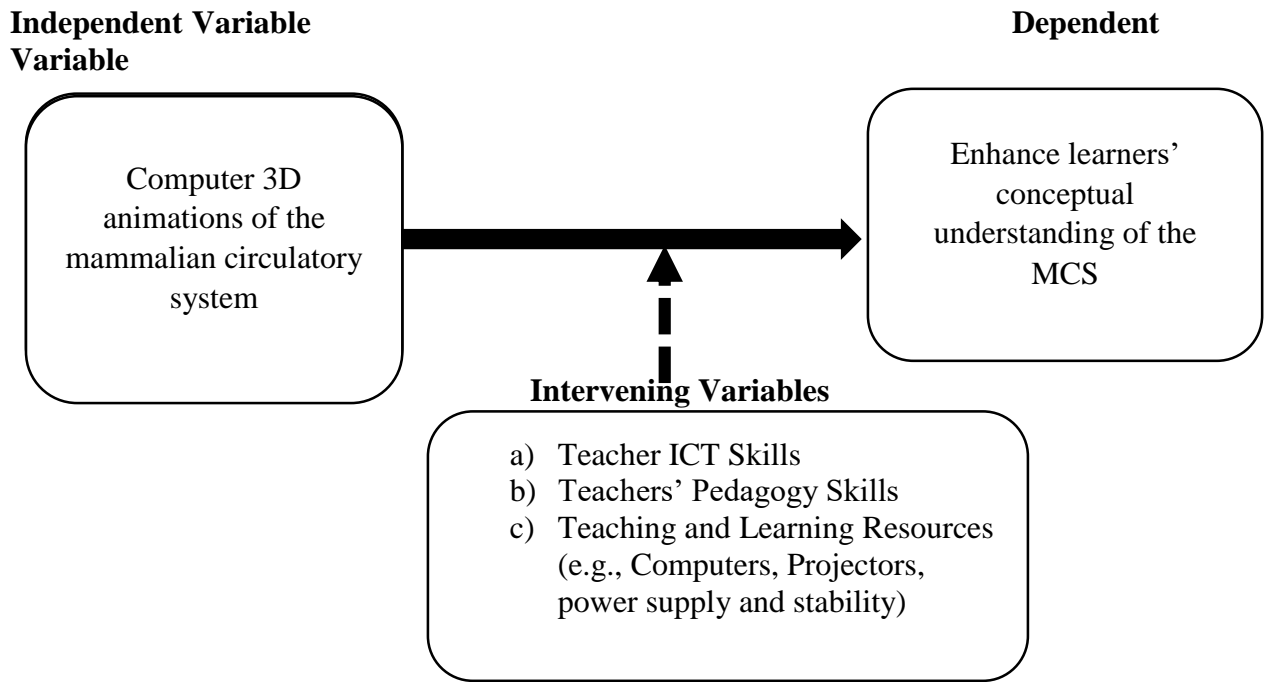 Independent Variable
Variable
Dependent
Computer 3D
animations of the
mammalian circulatory
system
Enhance learners’
conceptual
understanding of the
MCS
Intervening Variables
a) Teacher ICT Skills
b) Teachers’ Pedagogy Skills
c) Teaching and Learning Resources
(e.g., Computers, Projectors,
power supply and stability)